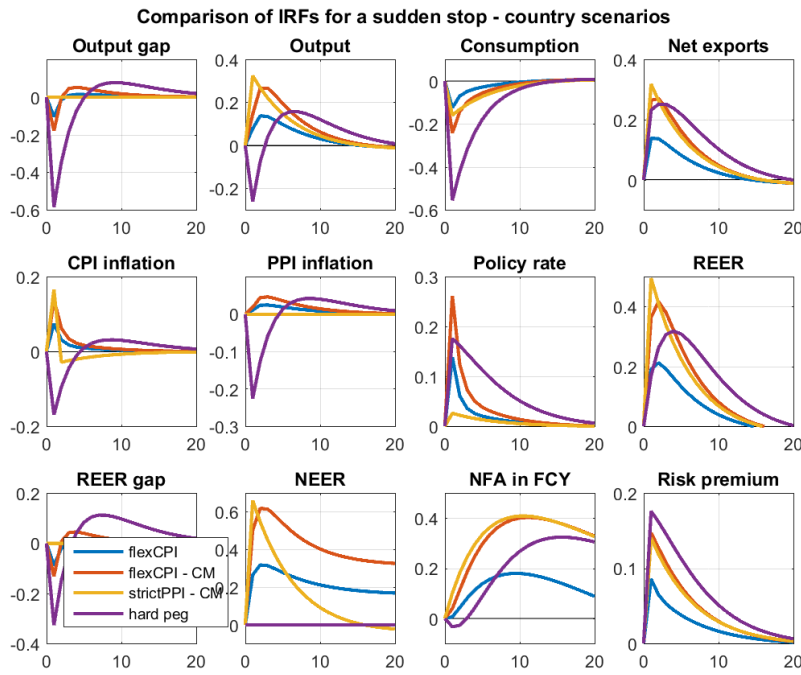 Comparison of IRFs for a sudden stop - country scenarios
Output gap
Output
Consumption
Net exports
0
-0.2
-0.4
-0.6
0 10 20
0.4
0.2
0
-0.2
0 10 20
0
-0.2
-0.4
-0.6
0 10 20
0.4
0.2
0
0 10 20
CPI inflation
PPI inflation
Policy rate
REER
0.2
0
-0.2
0 10 20
0.1
0
-0.1
-0.2
-0.3
0 10 20
0.3
0.2
0.1
0
0 10 20
0.4
0.2
0
0 10 20
REER gap
NEER
NFA in FCY
Risk premium
0.2
0
-0.2
-0.4
0 10 20
flexCPI
flexCPI - CM
strictPPI - CM
hard peg
0.6
0.4
0.2
0
0 10 20
0.4
0.2
0
0 10 20
0.2
0.1
0
0 10 20